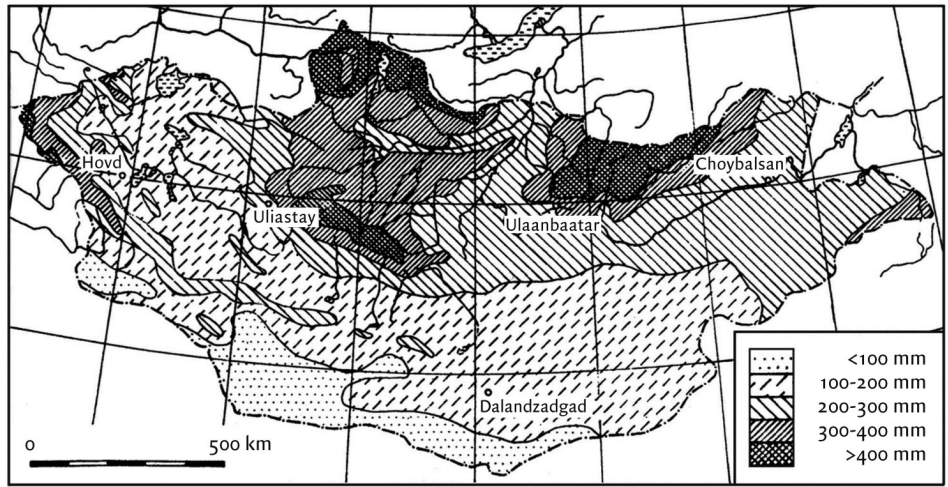 Hovd
Choybalsan
Uliastay
Ulaanbaatar
Dalandzadgad
<100 mm
100-200 mm
200-300 mm
300-400 mm
>400 mm
0 500 km